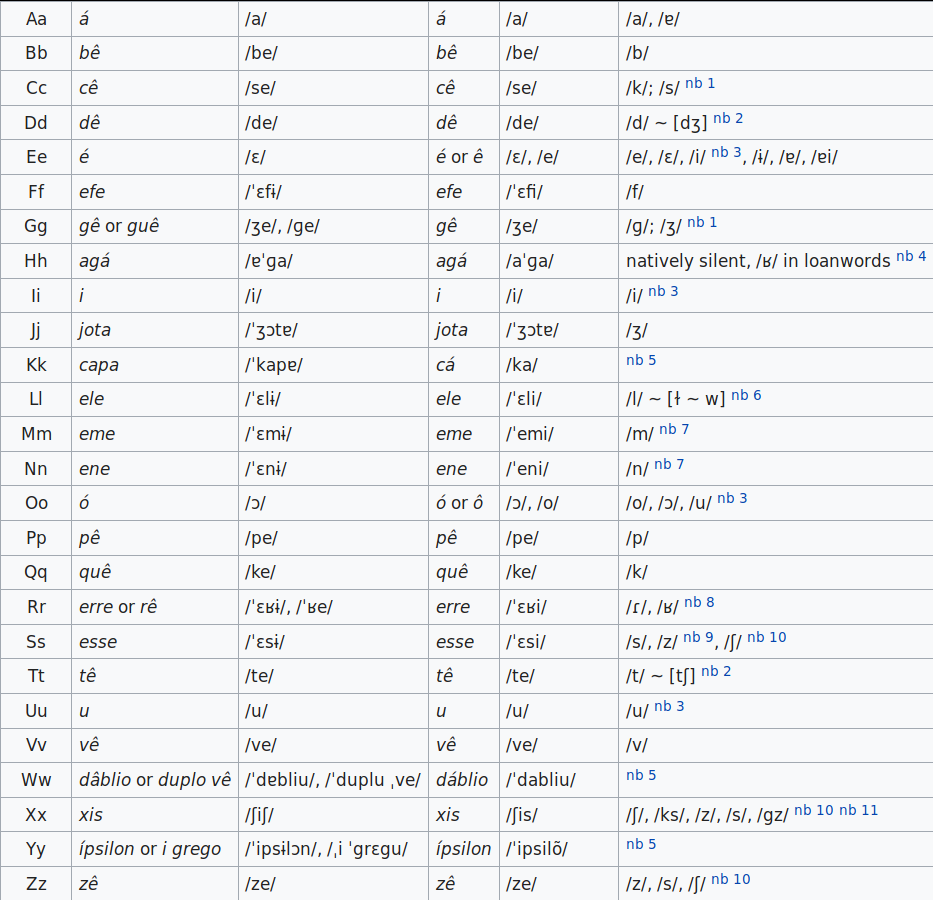 Aa á /a/ á /a/ /a/, /ɐ/
Bb bê /be/ bê /be/ /b/
Cc cê /se/ cê /se/ /k/; /s/ nb 1
Dd dê /de/ dê /de/ /d/ ~ [dʒ] nb 2
Ee é /ɛ/ é or ê /ɛ/, /e/ /e/, /ɛ/, /i/ nb 3, /ɨ/, /ɐ/, /ɐi/
Ff efe /ˈɛfɨ/ efe /ˈɛfi/ /f/
Gg gê or guê /ʒe/, /ge/ gê /ʒe/ /ɡ/; /ʒ/ nb 1
Hh agá /ɐˈɡa/ agá /aˈɡa/ natively silent, /ʁ/ in loanwords nb 4
Ii i /i/ i /i/ /i/ nb 3
Jj jota /ˈʒɔtɐ/ jota /ˈʒɔtɐ/ /ʒ/
Kk capa /ˈkapɐ/ cá /ka/ nb 5
Ll ele /ˈɛlɨ/ ele /ˈɛli/ /l/ ~ [ɫ ~ w] nb 6
Mm eme /ˈɛmɨ/ eme /ˈemi/ /m/ nb 7
Nn ene /ˈɛnɨ/ ene /ˈeni/ /n/ nb 7
Oo ó /ɔ/ ó or ô /ɔ/, /o/ /o/, /ɔ/, /u/ nb 3
Pp pê /pe/ pê /pe/ /p/
Qq quê /ke/ quê /ke/ /k/
Rr erre or rê /ˈɛʁɨ/, /ˈʁe/ erre /ˈɛʁi/ /ɾ/, /ʁ/ nb 8
Ss esse /ˈɛsɨ/ esse /ˈɛsi/ /s/, /z/ nb 9, /ʃ/ nb 10
Tt tê /te/ tê /te/ /t/ ~ [tʃ] nb 2
Uu u /u/ u /u/ /u/ nb 3
Vv vê /ve/ vê /ve/ /v/
Ww dâblio or duplo vê /ˈdɐbliu/, /ˈduplu ˌve/ dáblio /ˈdabliu/ nb 5
Xx xis /ʃiʃ/ xis /ʃis/ /ʃ/, /ks/, /z/, /s/, /gz/ nb 10 nb 11
Yy ípsilon or i grego /ˈipsɨlɔn/, /ˌi ˈgrɛgu/ ípsilon /ˈipsilõ/ nb 5
Zz zê /ze/ zê /ze/ /z/, /s/, /ʃ/ nb 10